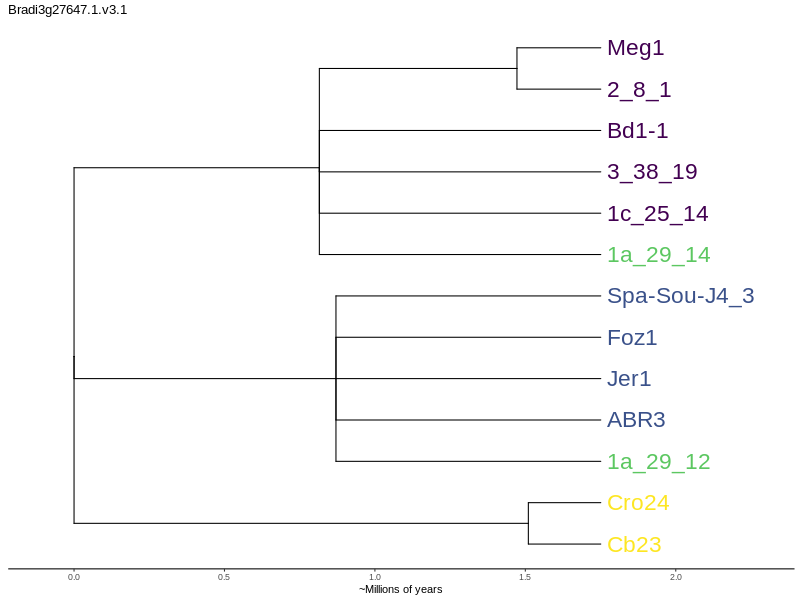 Bradi3g27647.1.v3.1
Meg1
2_8_1
Bd1-1
3_38_19
1c_25_14
1a_29_14
Spa-Sou-J4_3
Foz1
Jer1
ABR3
1a_29_12
Cro24
Cb23
0.0 0.5 1.0 1.5 2.0
~Millions of years